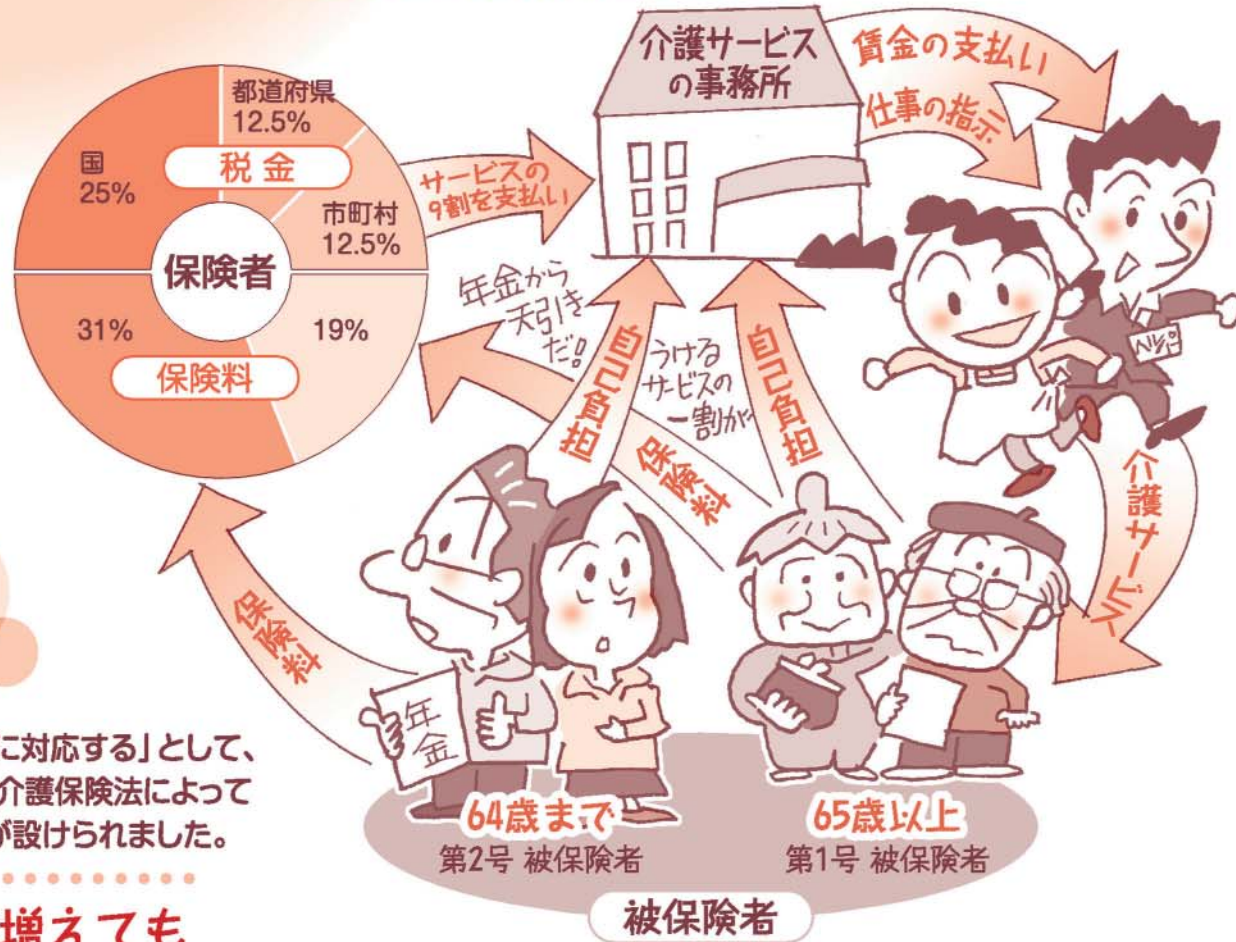 介護サービス
の事務所
賃金の支払い
仕事の指示
都道府県
12.5%
国
25%
税金
市町村
12.5%
保険者
31%
19%
保険料
サービスの
9割を支払い
年金から
天引き
だ!
自己負担
うける
サービスの
一割が
自己負担
保険料
ヘルパー
介護サービス
保険料
年金
64歳まで
第2号 被保険者
65歳以上
第1号 被保険者
被保険者
に対応する」として、
介護保険法によって
が設けられました。
増えても